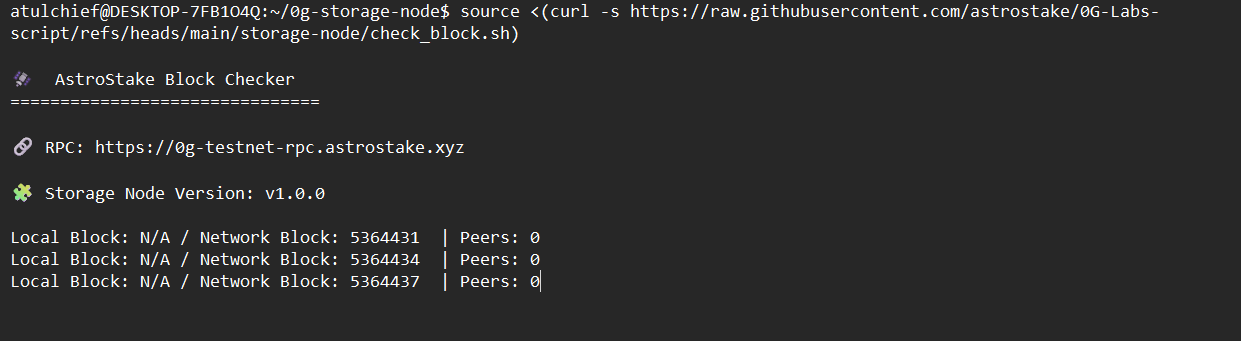 atulchief@DESKTOP-7FB1O4Q:~/0g-storage-node$ source <(curl -s https://raw.githubusercontent.com/astrostake/0G-Labs-
script/refs/heads/main/storage-node/check_block.sh)
🛰️ AstroStake Block Checker
===============================
🔗 RPC: https://0g-testnet-rpc.astrostake.xyz
🧩 Storage Node Version: v1.0.0
Local Block: N/A / Network Block: 5364431 | Peers: 0
Local Block: N/A / Network Block: 5364434 | Peers: 0
Local Block: N/A / Network Block: 5364437 | Peers: 0